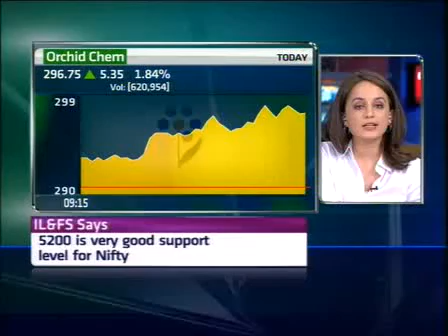 Orchid Chem TODAY
296.75 ▲ 5.35 1.84%
Vol: [620,954]
299
290
09:15
IL&FS Says
5200 is very good support
level for Nifty